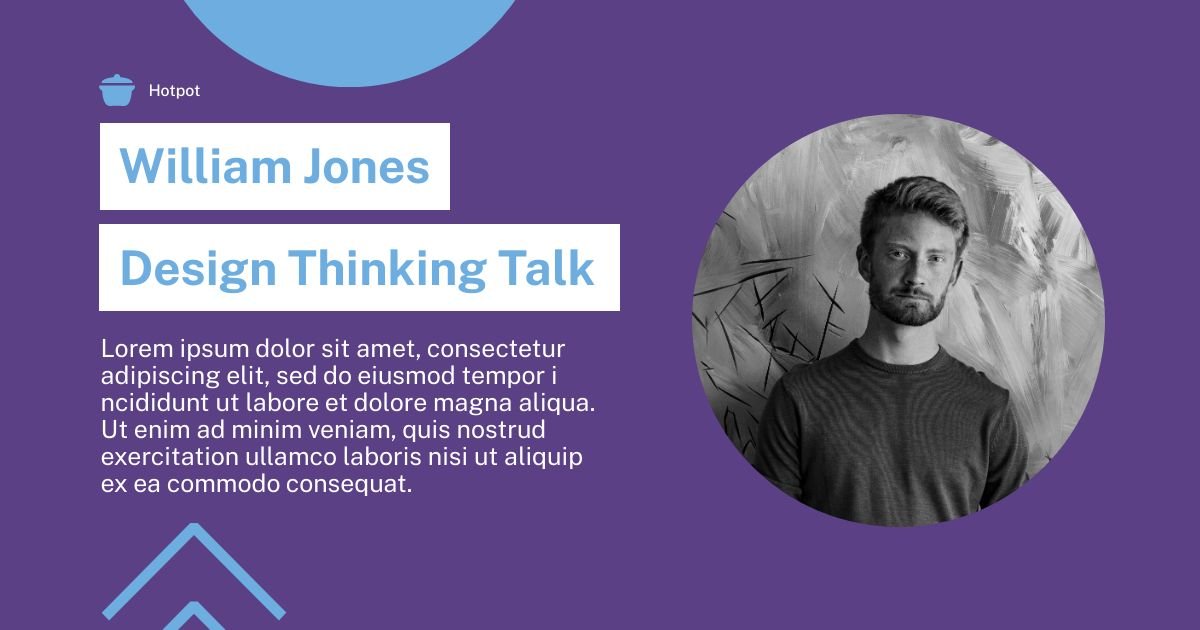 Hotpot
William Jones
Design Thinking Talk
Lorem ipsum dolor sit amet, consectetur
adipiscing elit, sed do eiusmod tempor i
ncididunt ut labore et dolore magna aliqua.
Ut enim ad minim veniam, quis nostrud
exercitation ullamco laboris nisi ut aliquip
ex ea commodo consequat.